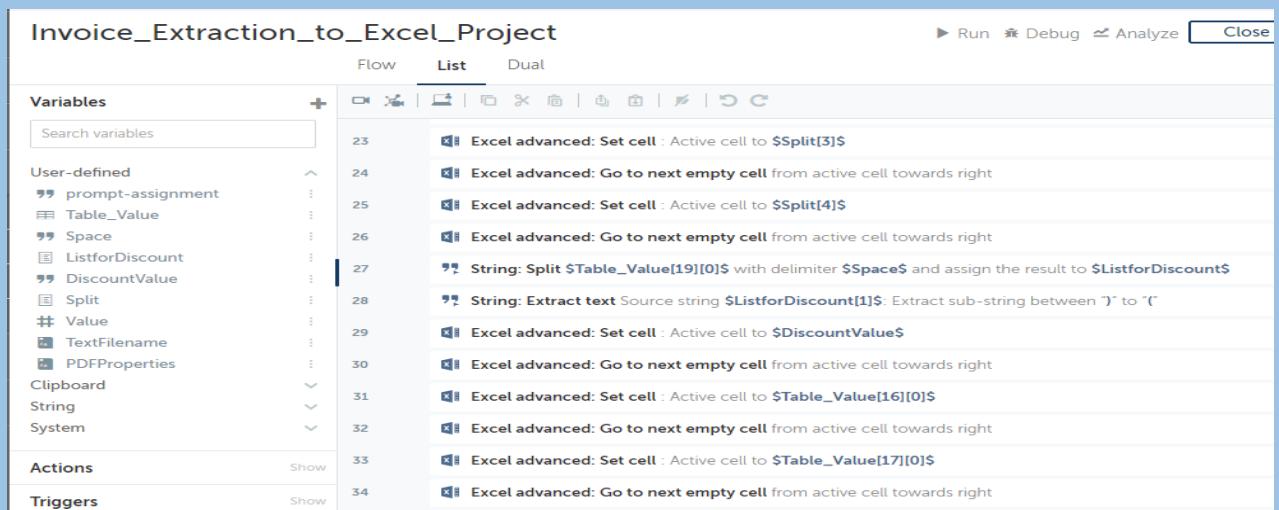 Invoice_Extraction_to_Excel_Project
Run Debug Analyze Close
Flow List Dual
Variables
Search variables
User-defined
prompt-assignment
Table_Value
Space
ListforDiscount
DiscountValue
Split
Value
TextFilename
PDFProperties
Clipboard
String
System
Actions Show
Triggers Show
23 Excel advanced: Set cell : Active cell to $Split[3]$
24 Excel advanced: Go to next empty cell from active cell towards right
25 Excel advanced: Set cell : Active cell to $Split[4]$
26 Excel advanced: Go to next empty cell from active cell towards right
27 String: Split $Table_Value[19][0]$ with delimiter $Space$ and assign the result to $ListforDiscount$
28 String: Extract text Source string $ListforDiscount[1]$: Extract sub-string between ")" to "("
29 Excel advanced: Set cell : Active cell to $DiscountValue$
30 Excel advanced: Go to next empty cell from active cell towards right
31 Excel advanced: Set cell : Active cell to $Table_Value[16][0]$
32 Excel advanced: Go to next empty cell from active cell towards right
33 Excel advanced: Set cell : Active cell to $Table_Value[17][0]$
34 Excel advanced: Go to next empty cell from active cell towards right